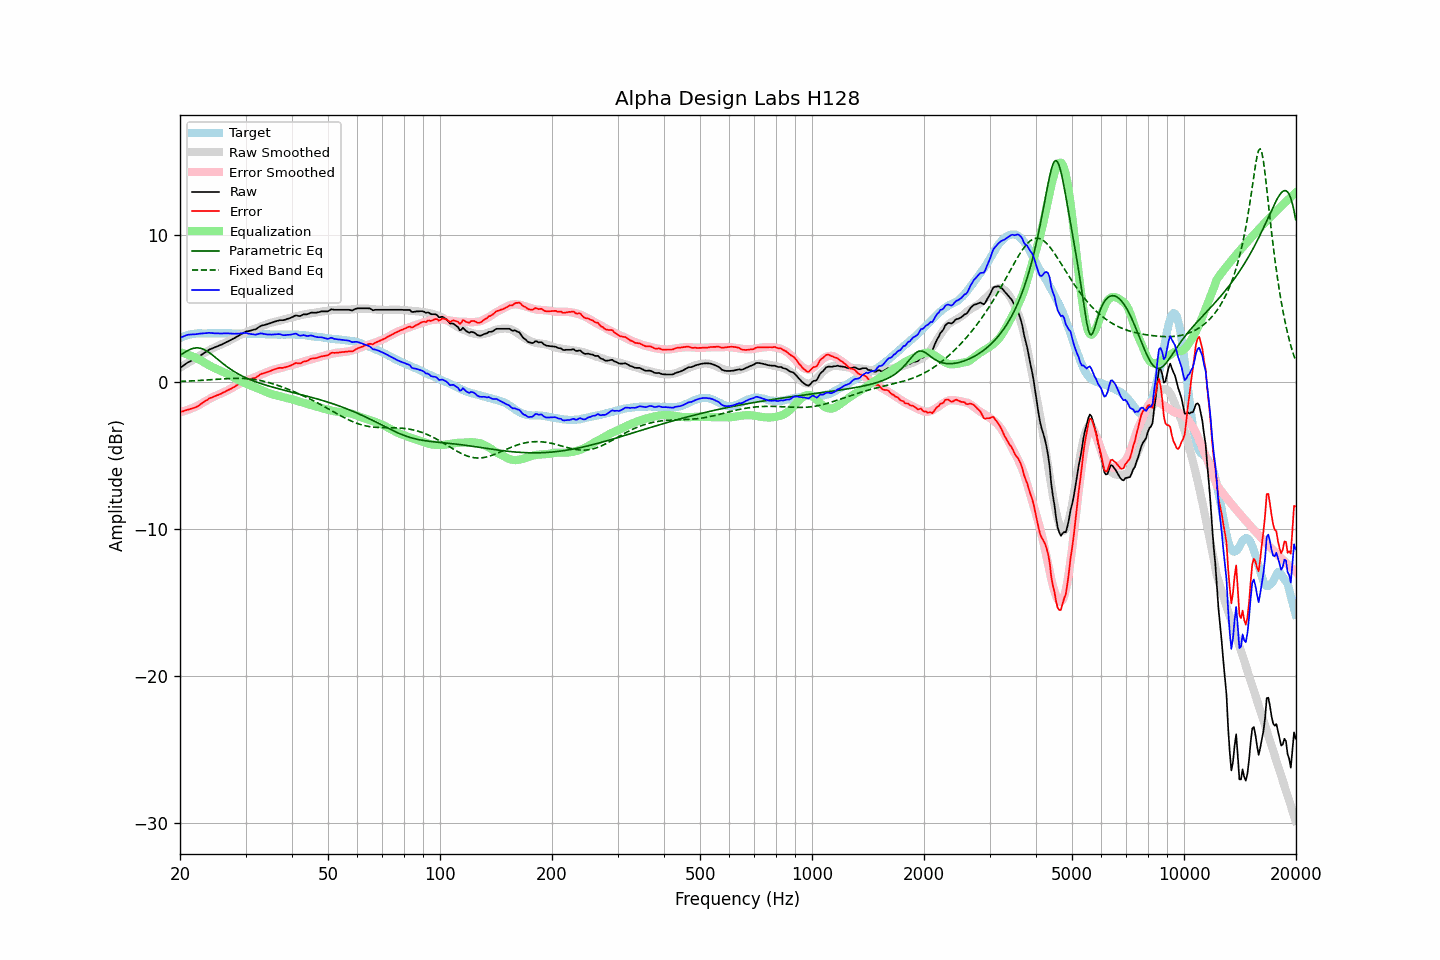 Alpha Design Labs H128
Target
Raw Smoothed
Error Smoothed
Raw
Error
Equalization
Parametric Eq
Fixed Band Eq
Equalized
10
0
−10
−20
−30
Amplitude (dBr)
20 50 100 200 500 1000 2000 5000 10000 20000
Frequency (Hz)